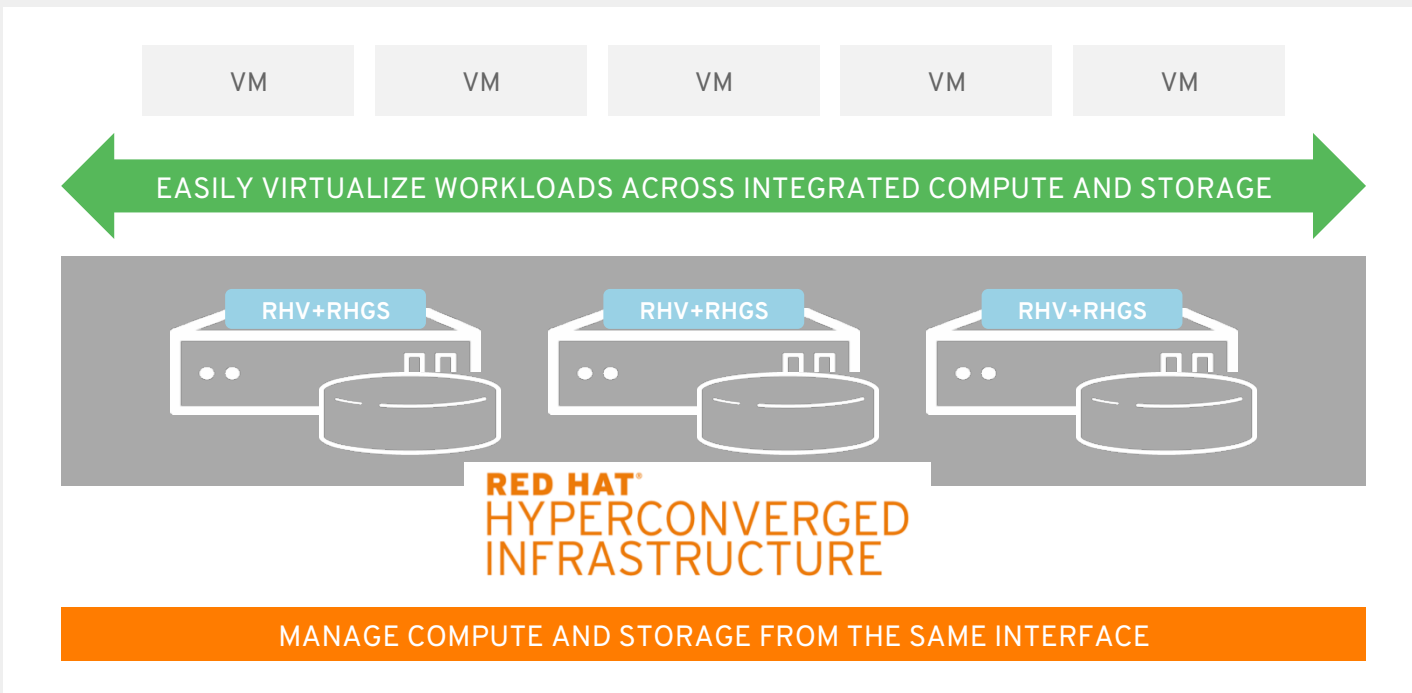 VM
VM
VM
VM
VM
EASILY VIRTUALIZE WORKLOADS ACROSS INTEGRATED COMPUTE AND STORAGE
RHV+RHGS
RHV+RHGS
RHV+RHGS
RED HAT®
HYPERCONVERGED
INFRASTRUCTURE
MANAGE COMPUTE AND STORAGE FROM THE SAME INTERFACE